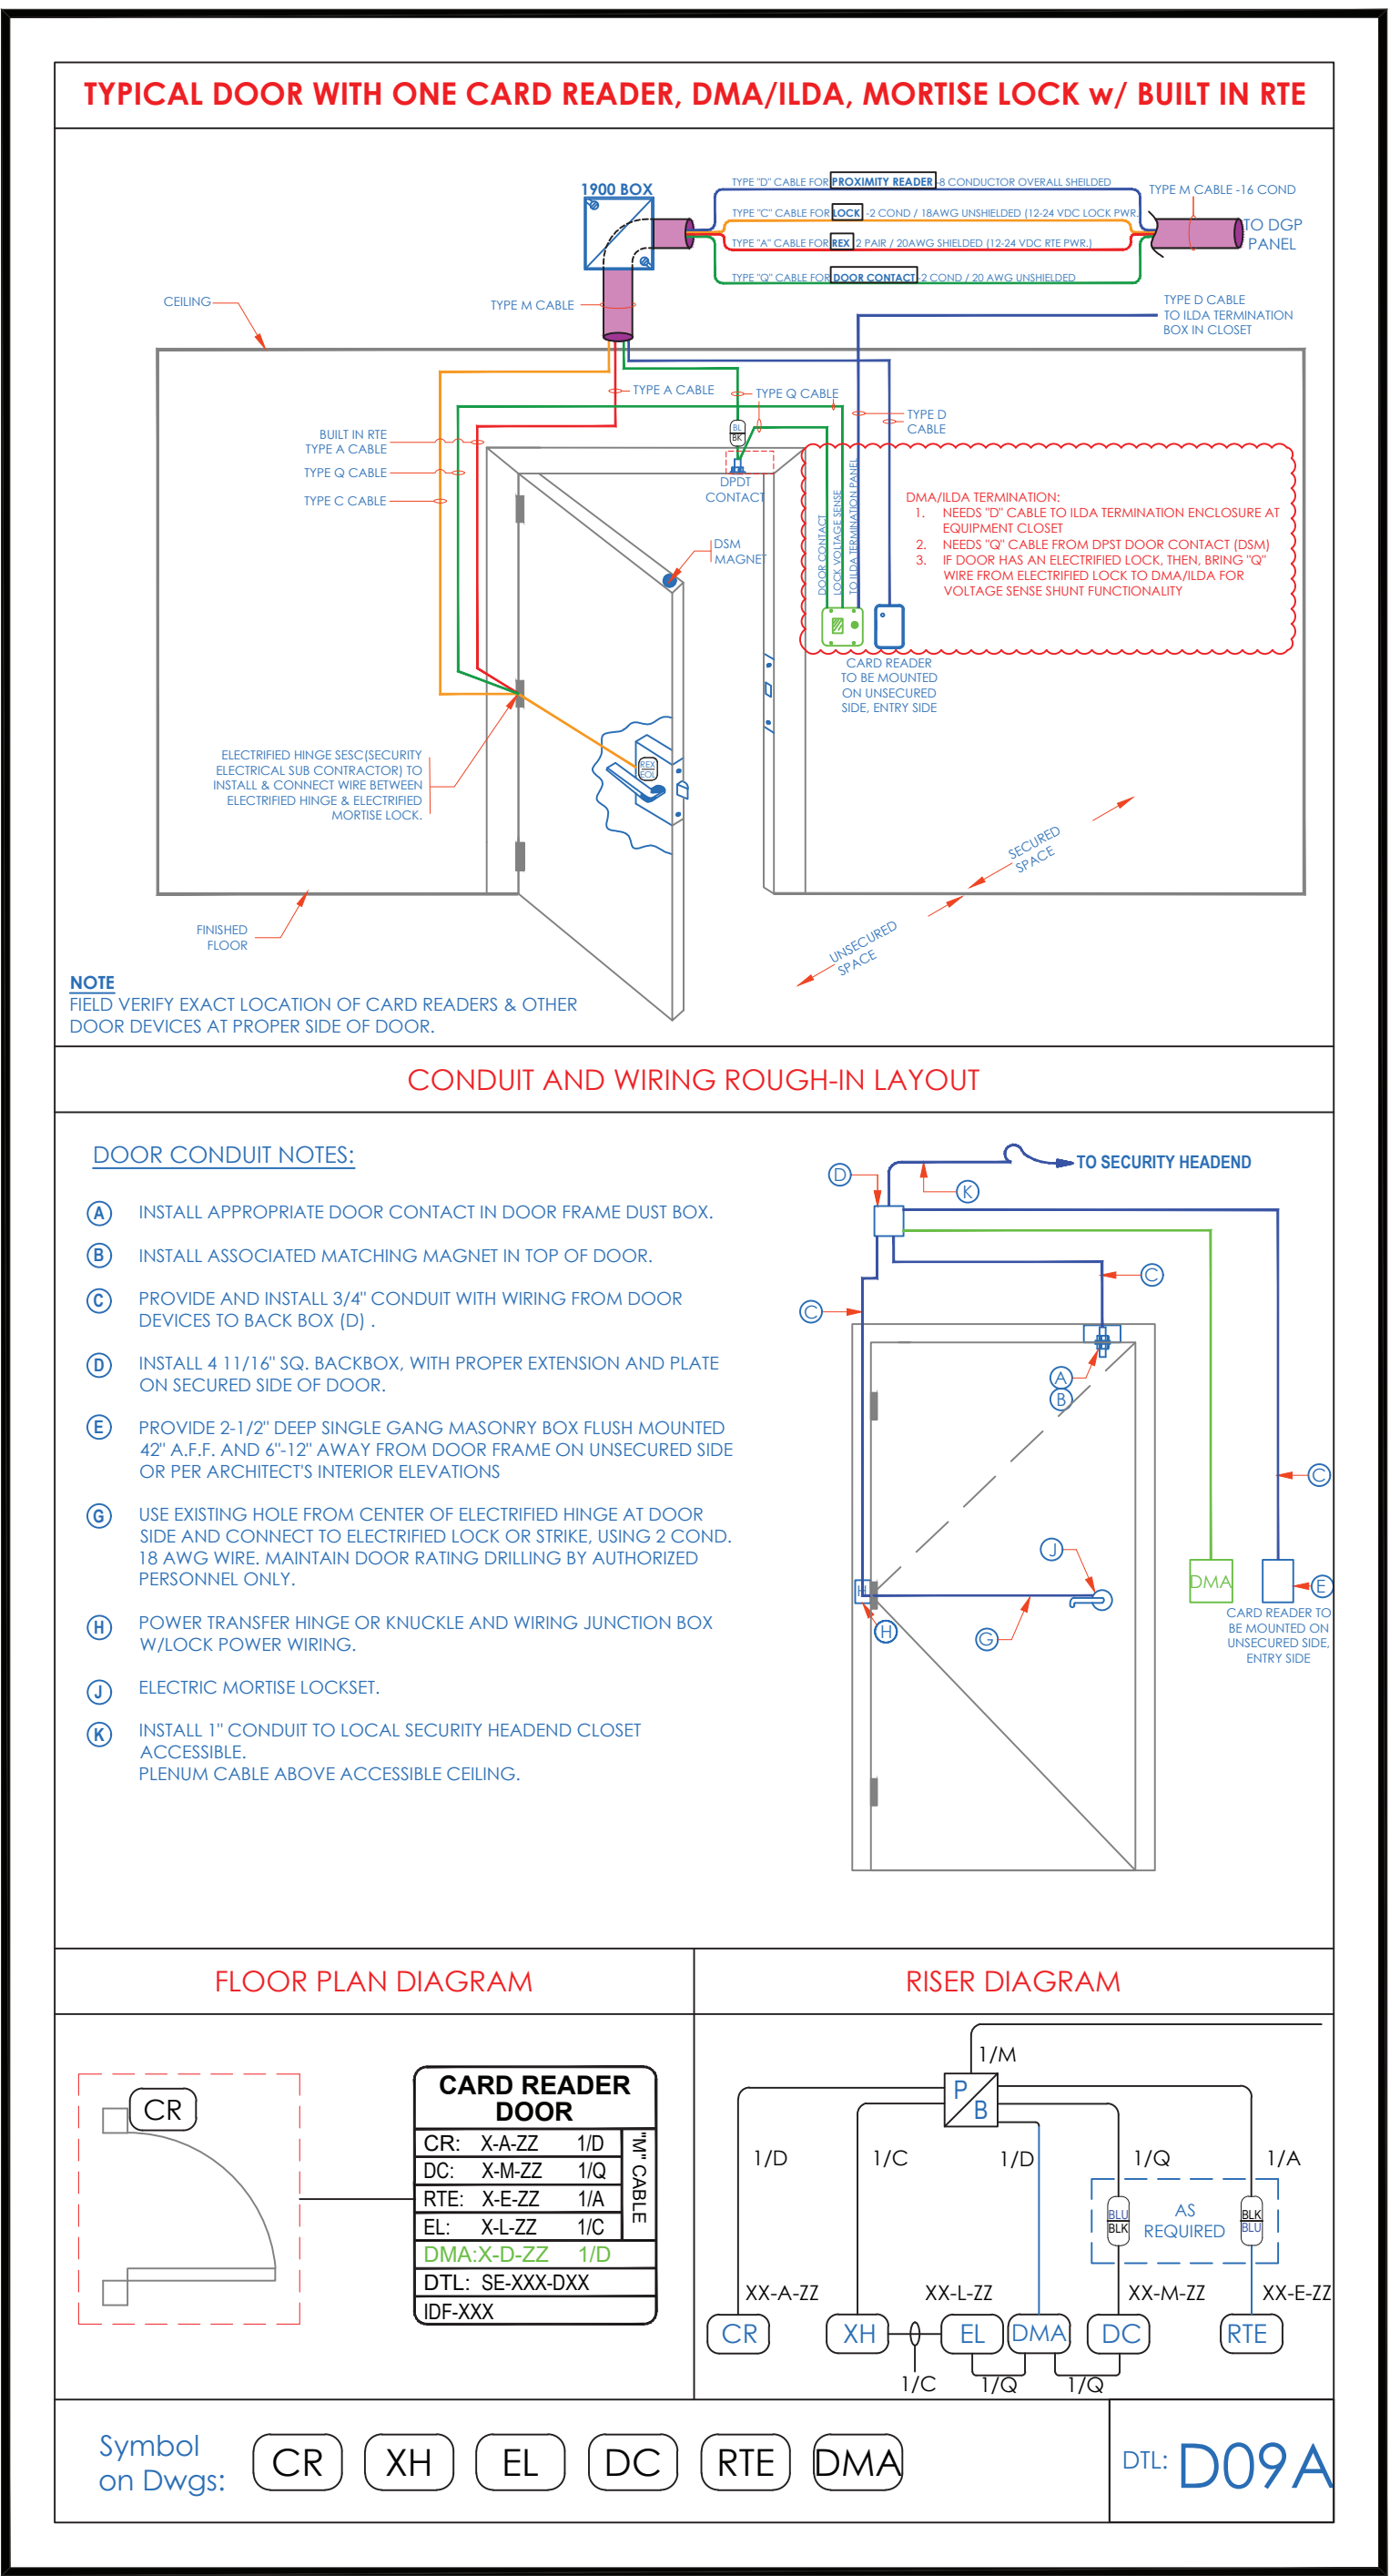 TYPICAL DOOR WITH ONE CARD READER, DMA/ILDA, MORTISE LOCK w/ BUILT IN RTE
1900 BOX
TYPE "D" CABLE FOR PROXIMITY READER -8 CONDUCTOR OVERALL SHEILDED
TYPE "C" CABLE FOR LOCK -2 COND / 18AWG UNSHIELDED (12-24 VDC LOCK PWR.
TYPE "A" CABLE FOR REX 2 PAIR / 20AWG SHIELDED (12-24 VDC RTE PWR.)
TYPE "Q" CABLE FOR DOOR CONTACT -2 COND / 20 AWG UNSHIELDED
TYPE M CABLE -16 COND
TO DGP
PANEL
CEILING
TYPE M CABLE
TYPE D CABLE
TO ILDA TERMINATION
BOX IN CLOSET
TYPE A CABLE
TYPE Q CABLE
TYPE D
CABLE
BUILT IN RTE
TYPE A CABLE
TYPE Q CABLE
TYPE C CABLE
BL
BK
DPDT
CONTACT
DSM
MAGNET
DOOR CONTACT
LOCK VOLTAGE SENSE
TO ILDA TERMINATION PANEL
DMA/ILDA TERMINATION:
1. NEEDS "D" CABLE TO ILDA TERMINATION ENCLOSURE AT
EQUIPMENT CLOSET
2. NEEDS "Q" CABLE FROM DPST DOOR CONTACT (DSM)
3. IF DOOR HAS AN ELECTRIFIED LOCK, THEN, BRING "Q"
WIRE FROM ELECTRIFIED LOCK TO DMA/ILDA FOR
VOLTAGE SENSE SHUNT FUNCTIONALITY
CARD READER
TO BE MOUNTED
ON UNSECURED
SIDE, ENTRY SIDE
ELECTRIFIED HINGE SESC(SECURITY
ELECTRICAL SUB CONTRACTOR) TO
INSTALL & CONNECT WIRE BETWEEN
ELECTRIFIED HINGE & ELECTRIFIED
MORTISE LOCK.
REX
EOL
SECURED
SPACE
UNSECURED
SPACE
FINISHED
FLOOR
NOTE
FIELD VERIFY EXACT LOCATION OF CARD READERS & OTHER
DOOR DEVICES AT PROPER SIDE OF DOOR.
CONDUIT AND WIRING ROUGH-IN LAYOUT
DOOR CONDUIT NOTES:
A INSTALL APPROPRIATE DOOR CONTACT IN DOOR FRAME DUST BOX.
B INSTALL ASSOCIATED MATCHING MAGNET IN TOP OF DOOR.
C PROVIDE AND INSTALL 3/4" CONDUIT WITH WIRING FROM DOOR
DEVICES TO BACK BOX (D) .
D INSTALL 4 11/16" SQ. BACKBOX, WITH PROPER EXTENSION AND PLATE
ON SECURED SIDE OF DOOR.
E PROVIDE 2-1/2" DEEP SINGLE GANG MASONRY BOX FLUSH MOUNTED
42" A.F.F. AND 6"-12" AWAY FROM DOOR FRAME ON UNSECURED SIDE
OR PER ARCHITECT'S INTERIOR ELEVATIONS
G USE EXISTING HOLE FROM CENTER OF ELECTRIFIED HINGE AT DOOR
SIDE AND CONNECT TO ELECTRIFIED LOCK OR STRIKE, USING 2 COND.
18 AWG WIRE. MAINTAIN DOOR RATING DRILLING BY AUTHORIZED
PERSONNEL ONLY.
H POWER TRANSFER HINGE OR KNUCKLE AND WIRING JUNCTION BOX
W/LOCK POWER WIRING.
J ELECTRIC MORTISE LOCKSET.
K INSTALL 1" CONDUIT TO LOCAL SECURITY HEADEND CLOSET
ACCESSIBLE.
PLENUM CABLE ABOVE ACCESSIBLE CEILING.
TO SECURITY HEADEND
D
K
C
C
A
B
C
J
H
H
G
DMA
E
CARD READER TO
BE MOUNTED ON
UNSECURED SIDE,
ENTRY SIDE
FLOOR PLAN DIAGRAM
CR
CARD READER
DOOR
CR: X-A-ZZ 1/D
DC: X-M-ZZ 1/Q
RTE: X-E-ZZ 1/A
EL: X-L-ZZ 1/C
"M" CABLE
DMA:X-D-ZZ 1/D
DTL: SE-XXX-DXX
IDF-XXX
RISER DIAGRAM
1/M
P
B
1/D 1/C 1/D 1/Q 1/A
BLU
BLK
AS
REQUIRED
BLK
BLU
XX-A-ZZ XX-L-ZZ XX-M-ZZ XX-E-ZZ
CR XH EL DMA DC RTE
1/C 1/Q 1/Q
Symbol
on Dwgs:
CR XH EL DC RTE DMA
DTL: D09A